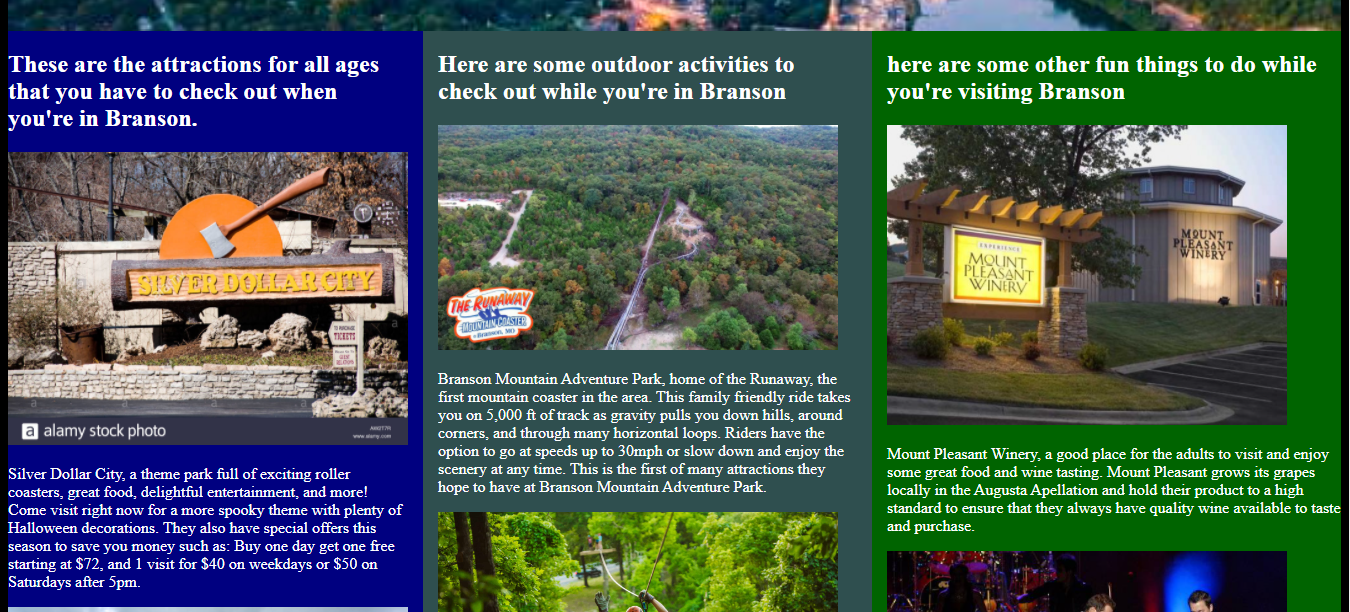 These are the attractions for all ages
that you have to check out when
you're in Branson.
SILVER DOLLAR CITY
TO PURCHASE
TICKETS
a alamy stock photo
www.alamy.com
Silver Dollar City, a theme park full of exciting roller
coasters, great food, delightful entertainment, and more!
Come visit right now for a more spooky theme with plenty of
Halloween decorations. They also have special offers this
season to save you money such as: Buy one day get one free
starting at $72, and 1 visit for $40 on weekdays or $50 on
Saturdays after 5pm.
Here are some outdoor activities to
check out while you're in Branson
THE RUNAWAY
MOUNTAIN COASTER
Branson, MO
Branson Mountain Adventure Park, home of the Runaway, the
first mountain coaster in the area. This family friendly ride takes
you on 5,000 ft of track as gravity pulls you down hills, around
corners, and through many horizontal loops. Riders have the
option to go at speeds up to 30mph or slow down and enjoy the
scenery at any time. This is the first of many attractions they
hope to have at Branson Mountain Adventure Park.
here are some other fun things to do while
you're visiting Branson
EXPERIENCE
MOUNT
PLEASANT
WINERY
MOUNT
PLEASANT
WINERY
Mount Pleasant Winery, a good place for the adults to visit and enjoy
some great food and wine tasting. Mount Pleasant grows its grapes
locally in the Augusta Apellation and hold their product to a high
standard to ensure that they always have quality wine available to taste
and purchase.